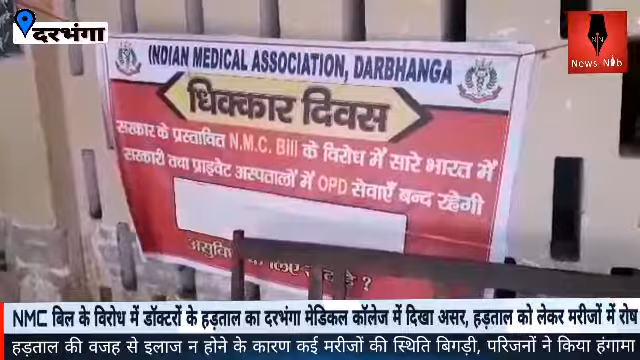 दरभंगा
News Nib
INDIAN MEDICAL ASSOCIATION, DARBHANGA
धिक्कार दिवस
सरकार के प्रस्तावित N.M.C. Bill के विरोध में सारे भारत में
सरकारी तथा प्राइवेट अस्पतालों में OPD सेवाएँ बन्द रहेगी
NMC बिल के विरोध में डॉक्टरों के हड़ताल का दरभंगा मेडिकल कॉलेज में दिखा असर, हड़ताल को लेकर मरीजों में रोष
हड़ताल की वजह से इलाज न होने के कारण कई मरीजों की स्थिति बिगड़ी, परिजनों ने किया हंगामा